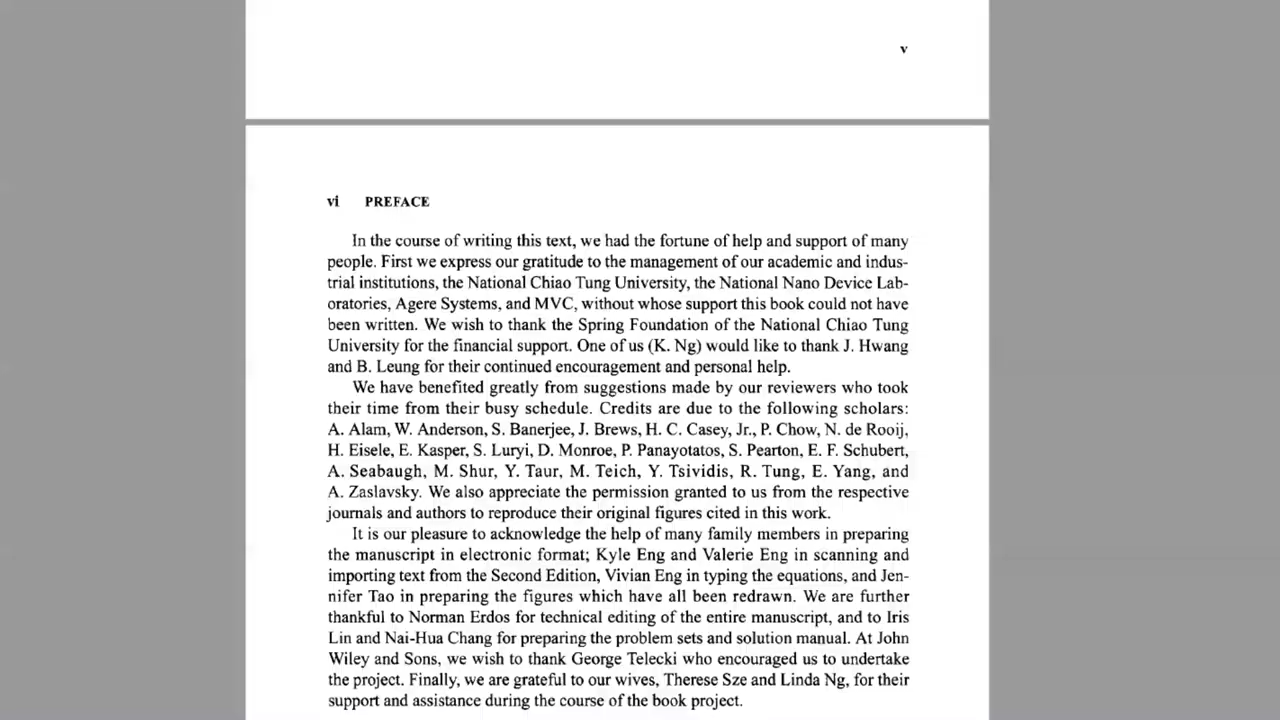 v
vi PREFACE
In the course of writing this text, we had the fortune of help and support of many
people. First we express our gratitude to the management of our academic and indus-
trial institutions, the National Chiao Tung University, the National Nano Device Lab-
oratories, Agere Systems, and MVC, without whose support this book could not have
been written. We wish to thank the Spring Foundation of the National Chiao Tung
University for the financial support. One of us (K. Ng) would like to thank J. Hwang
and B. Leung for their continued encouragement and personal help.
We have benefited greatly from suggestions made by our reviewers who took
their time from their busy schedule. Credits are due to the following scholars:
A. Alam, W. Anderson, S. Banerjee, J. Brews, H. C. Casey, Jr., P. Chow, N. de Rooij,
H. Eisele, E. Kasper, S. Luryi, D. Monroe, P. Panayotatos, S. Pearton, E. F. Schubert,
A. Seabaugh, M. Shur, Y. Taur, M. Teich, Y. Tsividis, R. Tung, E. Yang, and
A. Zaslavsky. We also appreciate the permission granted to us from the respective
journals and authors to reproduce their original figures cited in this work.
It is our pleasure to acknowledge the help of many family members in preparing
the manuscript in electronic format; Kyle Eng and Valerie Eng in scanning and
importing text from the Second Edition, Vivian Eng in typing the equations, and Jen-
nifer Tao in preparing the figures which have all been redrawn. We are further
thankful to Norman Erdos for technical editing of the entire manuscript, and to Iris
Lin and Nai-Hua Chang for preparing the problem sets and solution manual. At John
Wiley and Sons, we wish to thank George Telecki who encouraged us to undertake
the project. Finally, we are grateful to our wives, Therese Sze and Linda Ng, for their
support and assistance during the course of the book project.